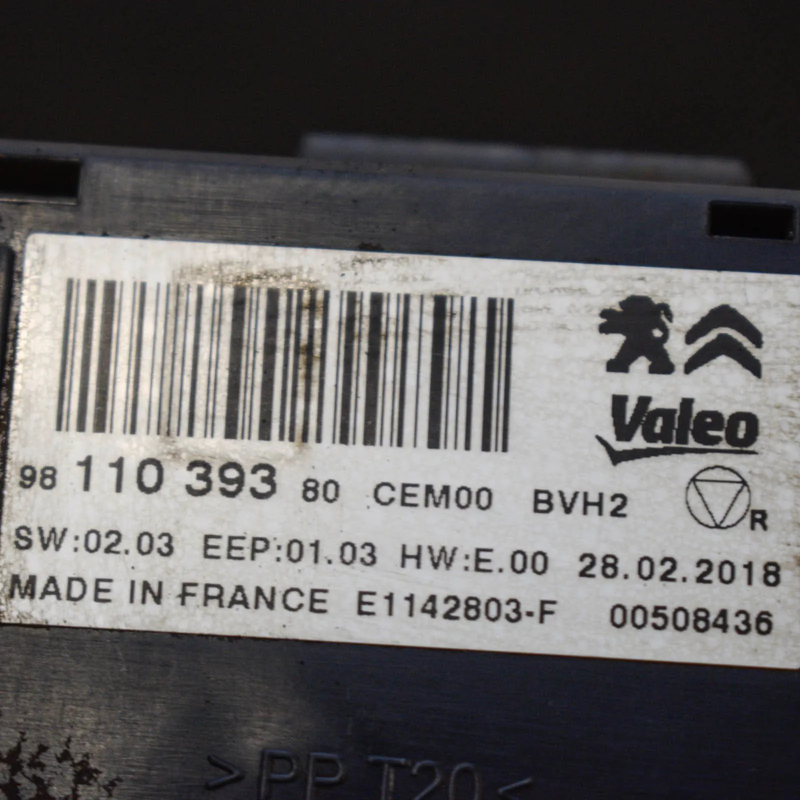 Valeo
98 110 393 80 CEM00 BVH2 R
SW:02.03 EEP:01.03 HW:E.00 28.02.2018
MADE IN FRANCE E1142803-F 00508436
>PP T20<